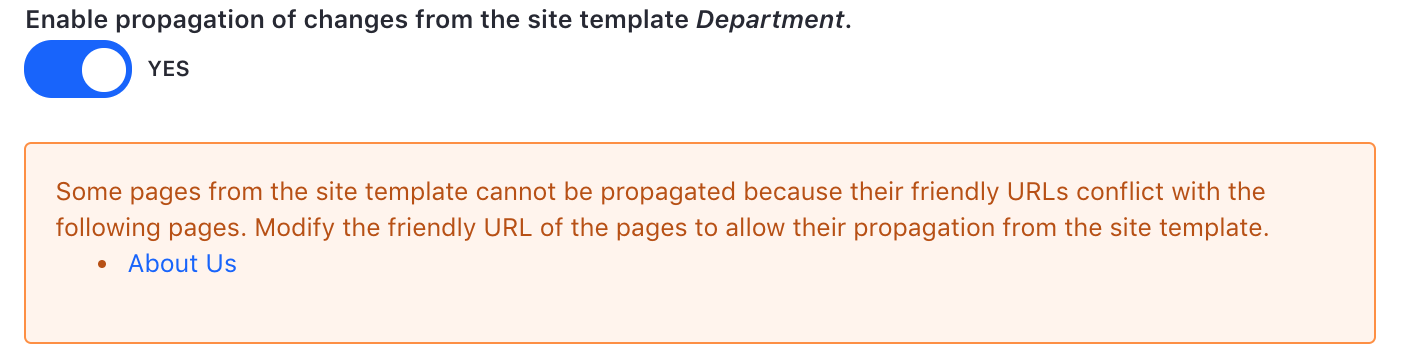 Enable propagation of changes from the site template Department.
YES
Some pages from the site template cannot be propagated because their friendly URLs conflict with the
following pages. Modify the friendly URL of the pages to allow their propagation from the site template.
• About Us